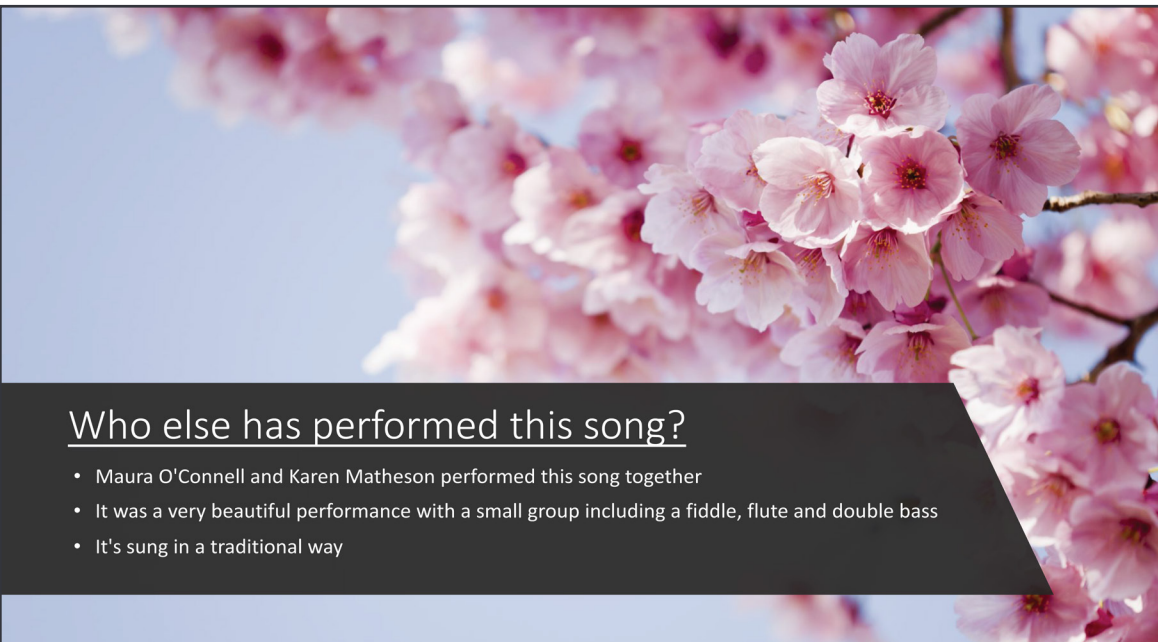 Who else has performed this song?
• Maura O'Connell and Karen Matheson performed this song together
• It was a very beautiful performance with a small group including a fiddle, flute and double bass
• It's sung in a traditional way